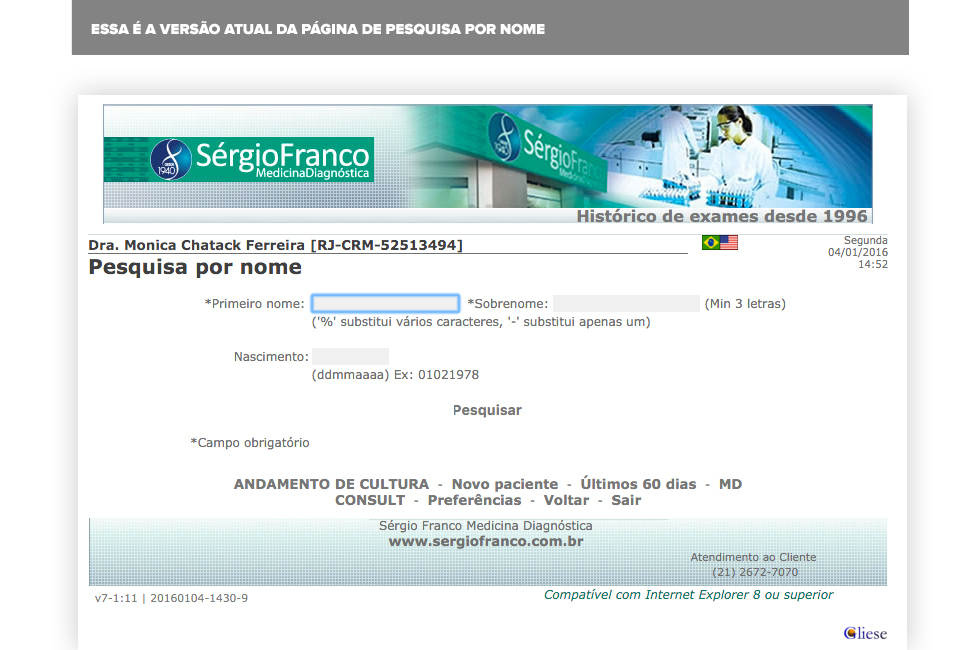 ESSA É A VERSÃO ATUAL DA PÁGINA DE PESQUISA POR NOME
DESDE
1940
SérgioFranco
MedicinaDiagnóstica
1940
SérgioFranco
Histórico de exames desde 1996
Dra. Monica Chatack Ferreira [RJ-CRM-52513494]
Segunda
04/01/2016
14:52
Pesquisa por nome
*Primeiro nome: *Sobrenome: (Min 3 letras)
('%' substitui vários caracteres, '-' substitui apenas um)
Nascimento:
(ddmmaaaa) Ex: 01021978
Pesquisar
*Campo obrigatório
ANDAMENTO DE CULTURA - Novo paciente - Últimos 60 dias - MD
CONSULT - Preferências - Voltar - Sair
Sérgio Franco Medicina Diagnóstica
www.sergiofranco.com.br
Atendimento ao Cliente
(21) 2672-7070
v7-1:11 | 20160104-1430-9
Compatível com Internet Explorer 8 ou superior
Gliese